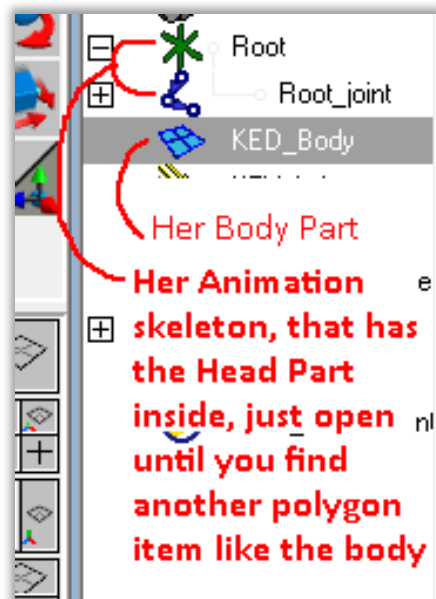 Root
Root_joint
KED_Body
Her Body Part
Her Animation e
skeleton, that has
the Head Part
inside, just open
until you find
another polygon
item like the body